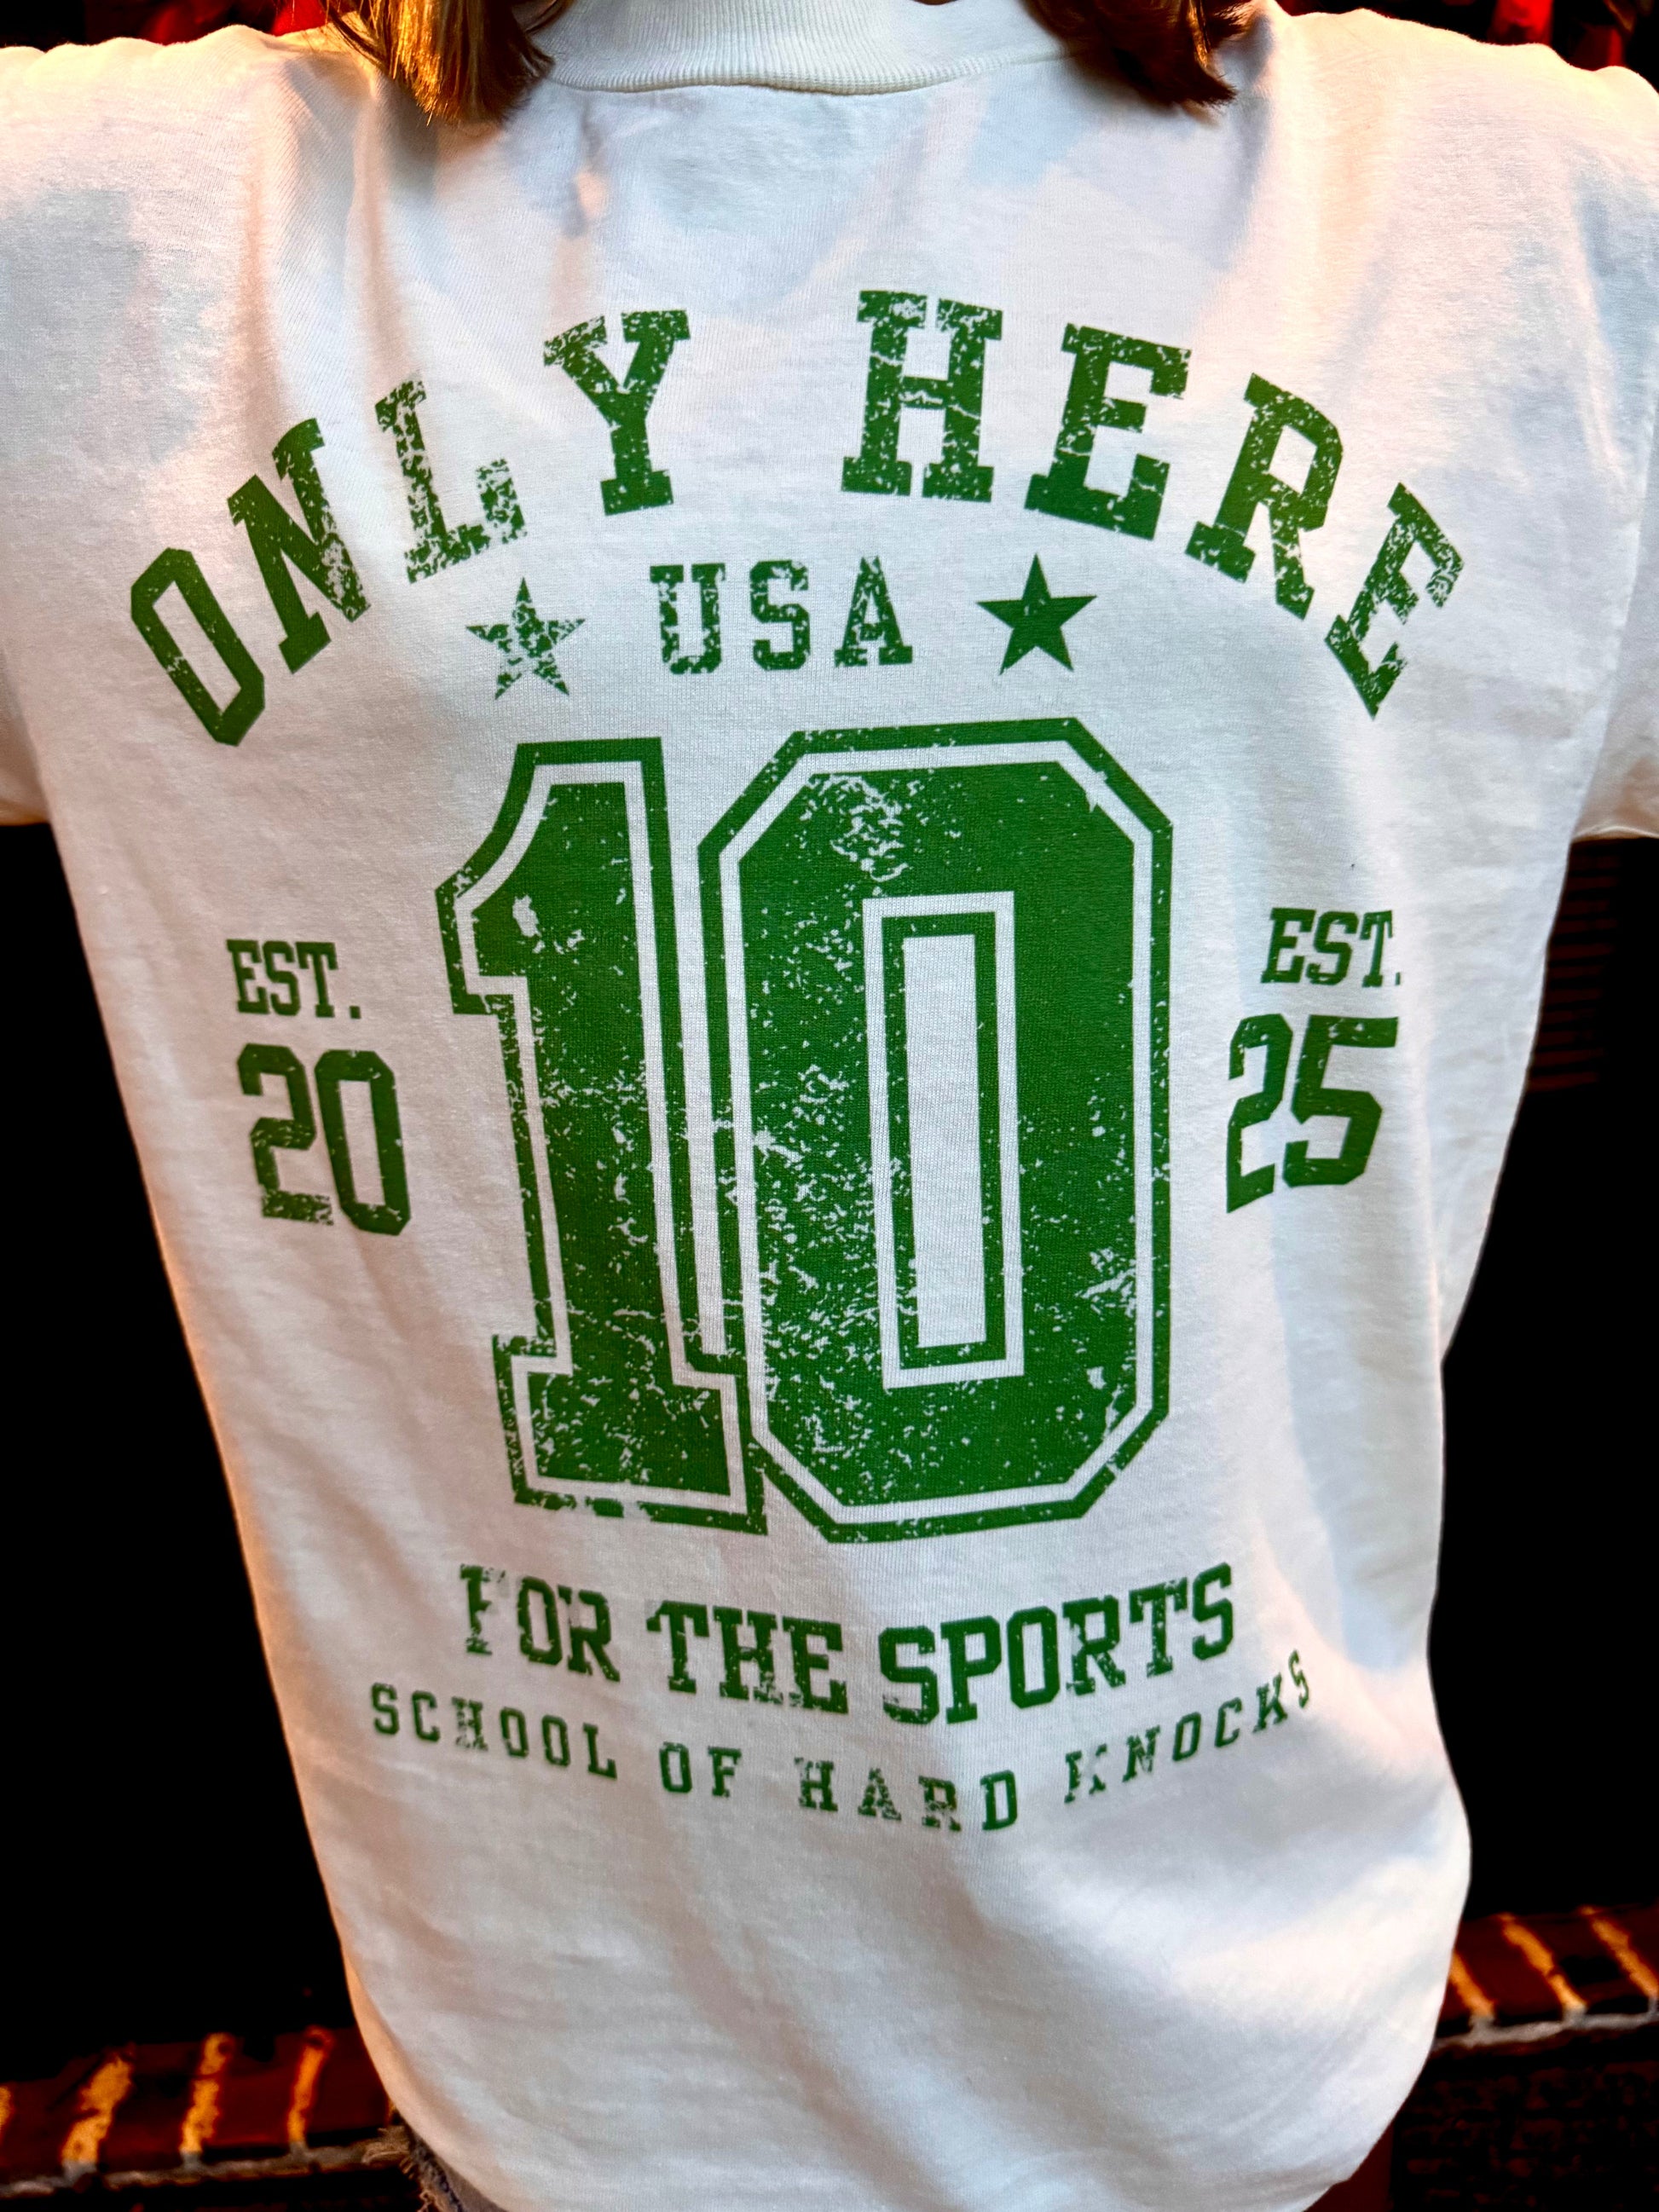 ONLY HERE
USA
10
EST. EST.
20 25
FOR THE SPORTS
SCHOOL OF HARD KNOCKS